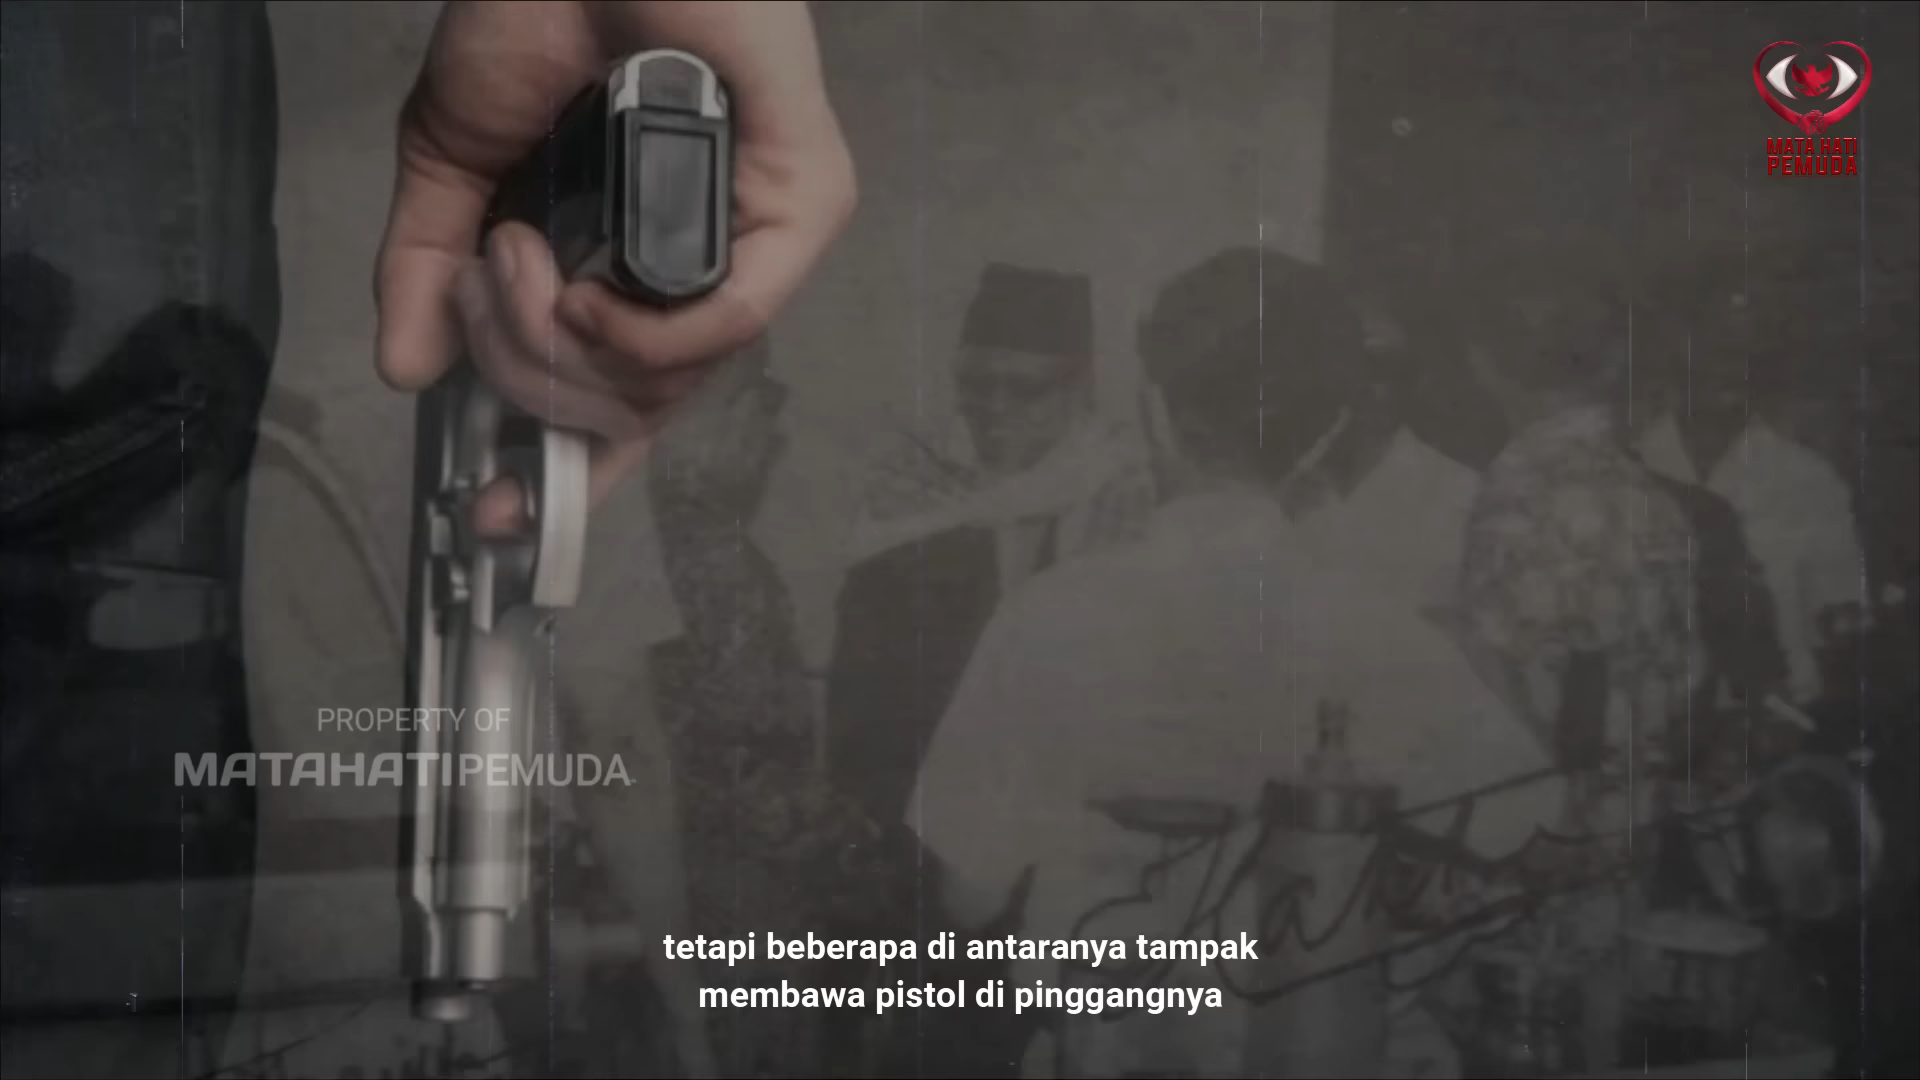 MATA HATI
PEMUDA
PROPERTY OF
MATAHATIPEMUDA.
tetapi beberapa di antaranya tampak
membawa pistol di pinggangnya